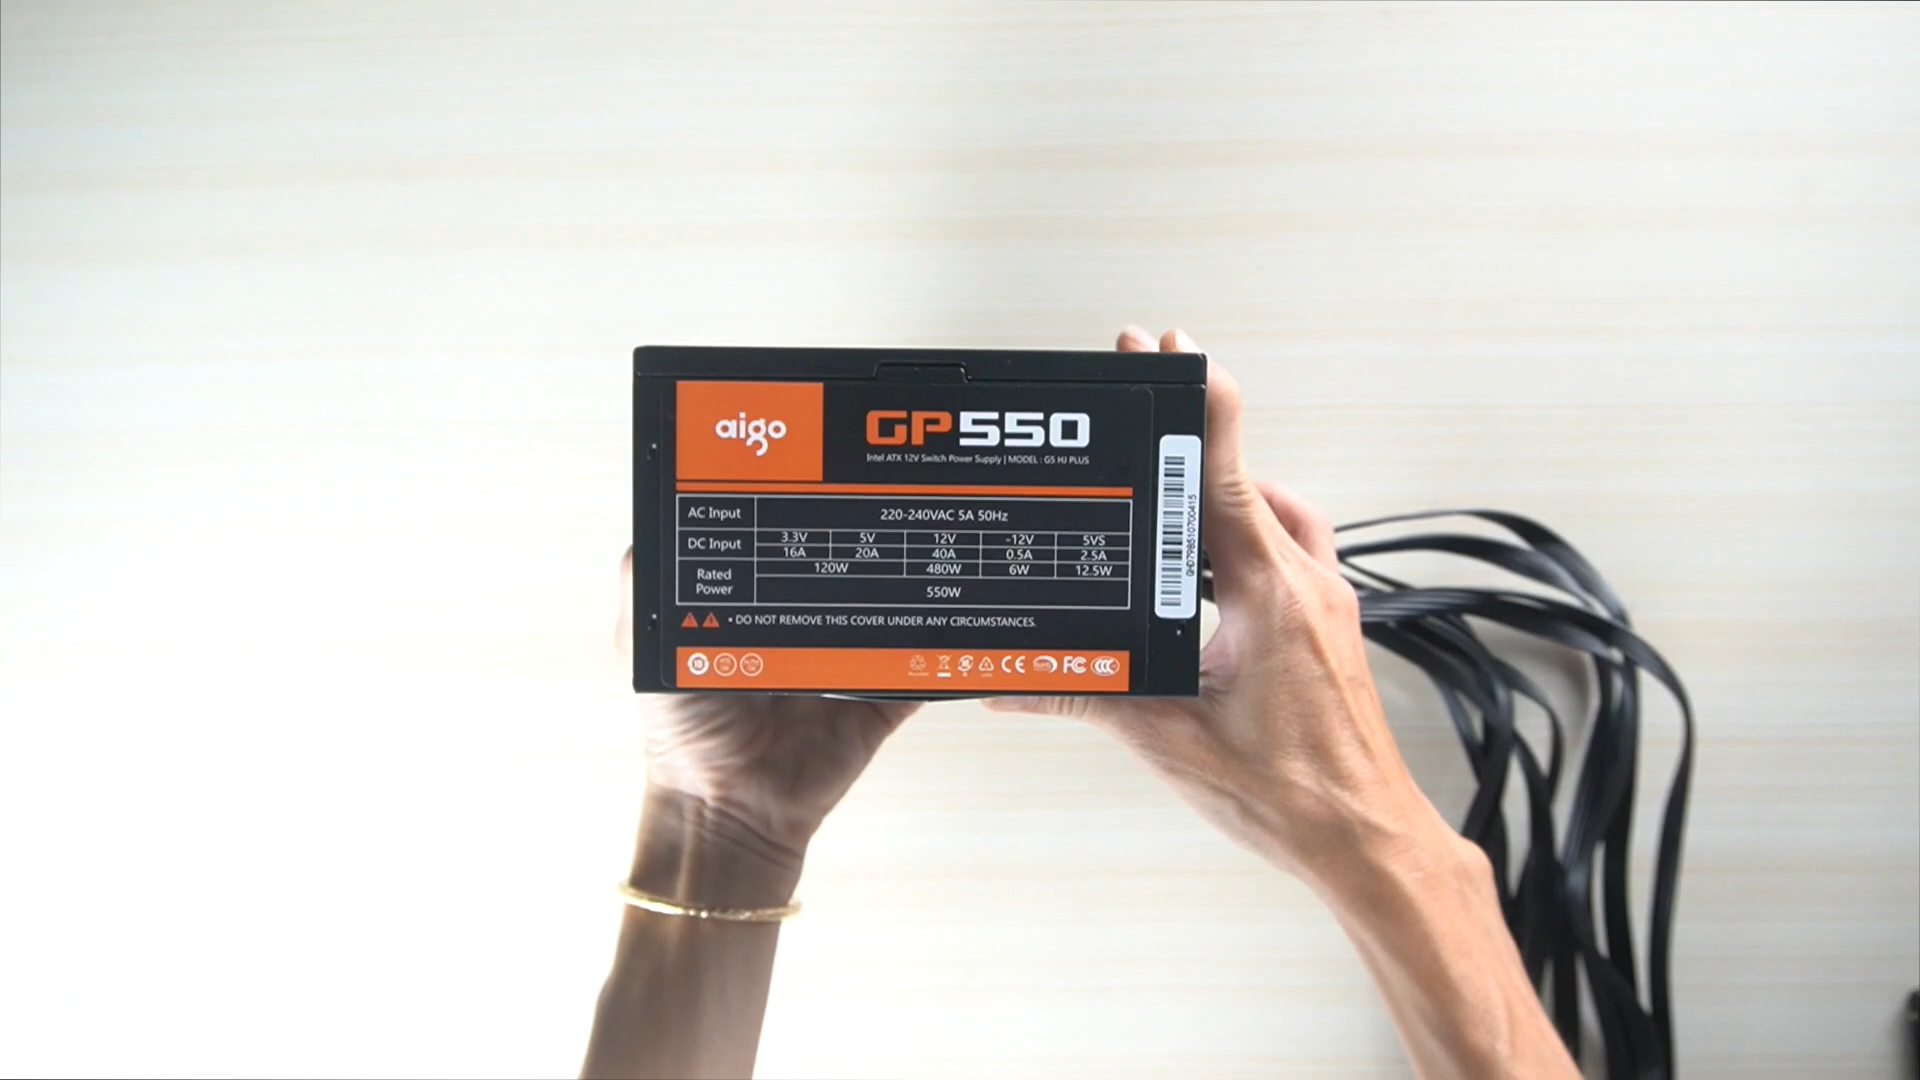 aigo
GP550
Intel ATX 12V Switch Power Supply | MODEL : G5 HJ PLUS
AC Input 220-240VAC 5A 50Hz
DC Input 3.3V 5V 12V -12V 5VS
16A 20A 40A 0.5A 2.5A
Rated Power 120W 480W 6W 12.5W
550W
• DO NOT REMOVE THIS COVER UNDER ANY CIRCUMSTANCES.
10
CE FC CCC